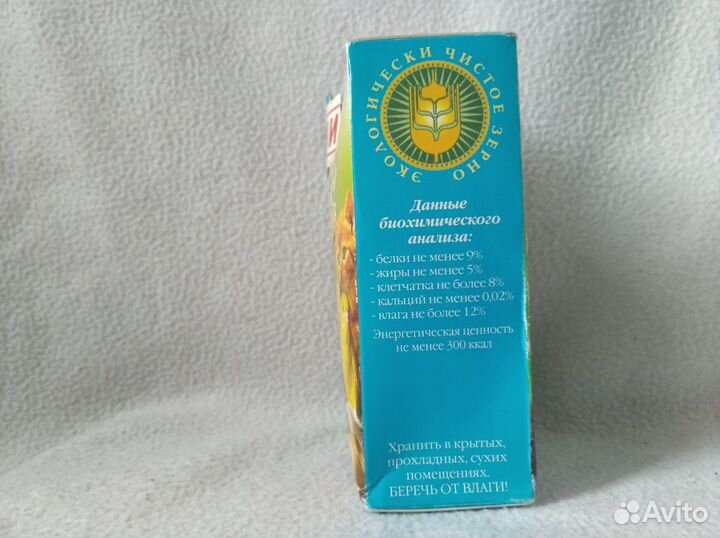 ЭКОЛОГИЧЕСКИ ЧИСТОЕ ЗЕРНО
И
Данные
биохимического
анализа:
- белки не менее 9%
- жиры не менее 5%
- клетчатка не более 8%
- кальций не менее 0,02%
- влага не более 12%
Энергетическая ценность
не менее 300 ккал
Хранить в крытых,
прохладных, сухих
помещениях.
БЕРЕЧЬ ОТ ВЛАГИ!
Avito